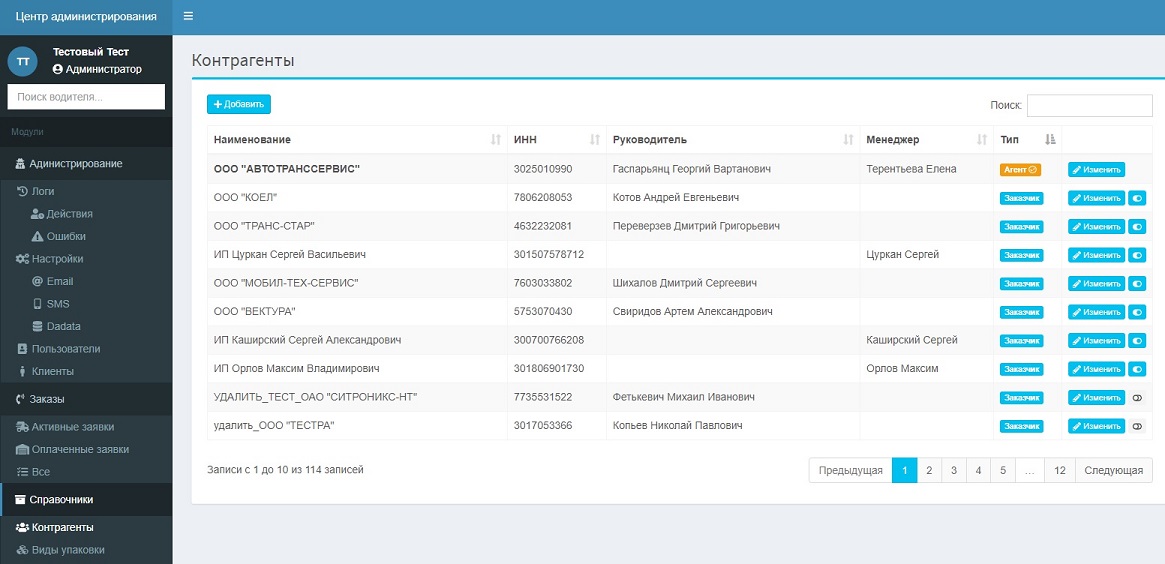 Центр администрирования
ТТ
Тестовый Тест
Администратор
Поиск водителя...
Модули
Адинистрирование
Логи
Действия
Ошибки
Настройки
Email
SMS
Dadata
Пользователи
Клиенты
Заказы
Активные заявки
Оплаченные заявки
Все
Справочники
Контрагенты
Виды упаковки
Контрагенты
Добавить
Поиск:
Наименование ИНН Руководитель Менеджер Тип
ООО "АВТОТРАНССЕРВИС" 3025010990 Гаспарьянц Георгий Вартанович Терентьева Елена Агент Изменить
ООО "КОЕЛ" 7806208053 Котов Андрей Евгеньевич Заказчик Изменить
ООО "ТРАНС-СТАР" 4632232081 Переверзев Дмитрий Григорьевич Заказчик Изменить
ИП Цуркан Сергей Васильевич 301507578712 Цуркан Сергей Заказчик Изменить
ООО "МОБИЛ-ТЕХ-СЕРВИС" 7603033802 Шихалов Дмитрий Сергеевич Заказчик Изменить
ООО "ВЕКТУРА" 5753070430 Свиридов Артем Александрович Заказчик Изменить
ИП Каширский Сергей Александрович 300700766208 Каширский Сергей Заказчик Изменить
ИП Орлов Максим Владимирович 301806901730 Орлов Максим Заказчик Изменить
УДАЛИТЬ_ТЕСТ_ОАО "СИТРОНИКС-НТ" 7735531522 Фетькевич Михаил Иванович Заказчик Изменить
удалить_ООО "ТЕСТРА" 3017053366 Копьев Николай Павлович Заказчик Изменить
Записи с 1 до 10 из 114 записей
Предыдущая 1 2 3 4 5 ... 12 Следующая